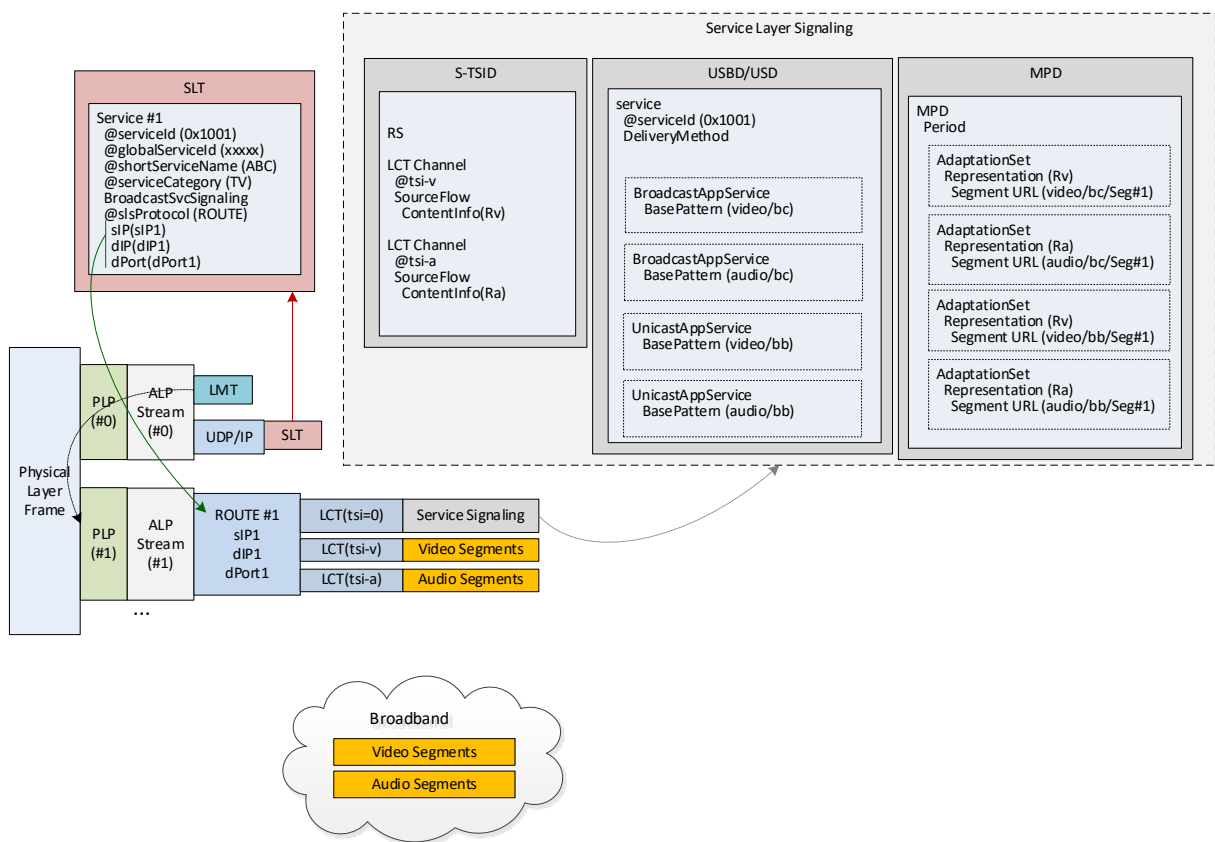 Service Layer Signaling
SLT
Service #1
@serviceId (0x1001)
@globalServiceId (xxxxx)
@shortServiceName (ABC)
@serviceCategory (TV)
BroadcastSvcSignaling
@slsProtocol (ROUTE)
sIP(sIP1)
dIP(dIP1)
dPort(dPort1)
S-TSID
RS
LCT Channel
@tsi-v
SourceFlow
ContentInfo(Rv)
LCT Channel
@tsi-a
SourceFlow
ContentInfo(Ra)
USBD/USD
service
@serviceId (0x1001)
DeliveryMethod
BroadcastAppService
BasePattern (video/bc)
BroadcastAppService
BasePattern (audio/bc)
UnicastAppService
BasePattern (video/bb)
UnicastAppService
BasePattern (audio/bb)
MPD
MPD
Period
AdaptationSet
Representation (Rv)
Segment URL (video/bc/Seg#1)
AdaptationSet
Representation (Ra)
Segment URL (audio/bc/Seg#1)
AdaptationSet
Representation (Rv)
Segment URL (video/bb/Seg#1)
AdaptationSet
Representation (Ra)
Segment URL (audio/bb/Seg#1)
Physical
Layer
Frame
PLP
(#0)
ALP
Stream
(#0)
LMT
UDP/IP
SLT
PLP
(#1)
ALP
Stream
(#1)
ROUTE #1
sIP1
dIP1
dPort1
LCT(tsi=0)
Service Signaling
LCT(tsi-v)
Video Segments
LCT(tsi-a)
Audio Segments
...
Broadband
Video Segments
Audio Segments